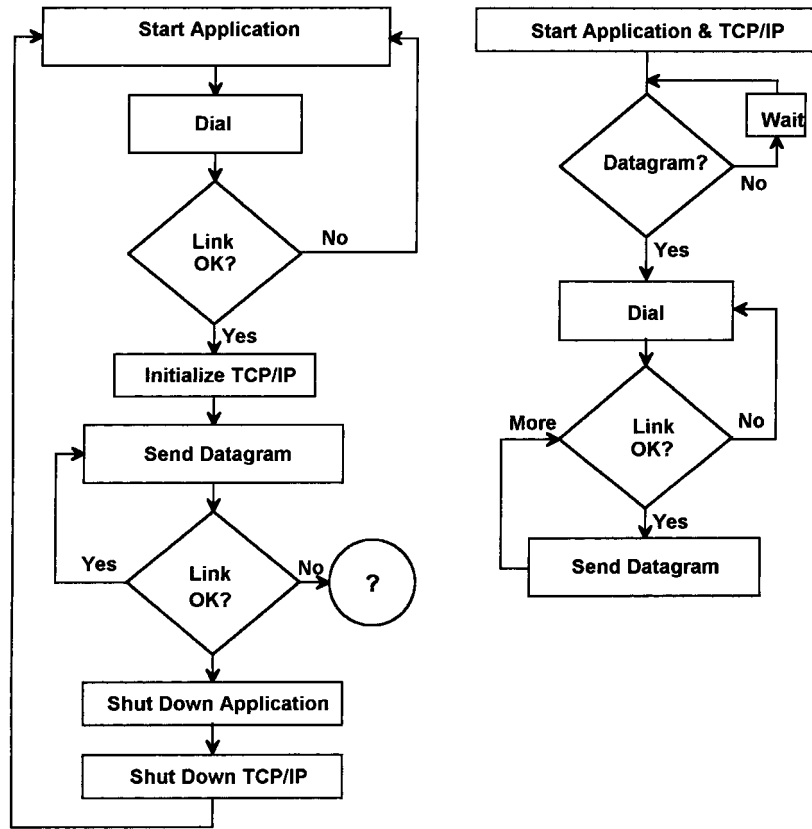 Start Application
Dial
Link
OK?
No
Yes
Initialize TCP/IP
Send Datagram
Yes
Link
OK?
No
?
Shut Down Application
Shut Down TCP/IP
Start Application & TCP/IP
Wait
Datagram?
No
Yes
Dial
More
Link
OK?
No
Yes
Send Datagram